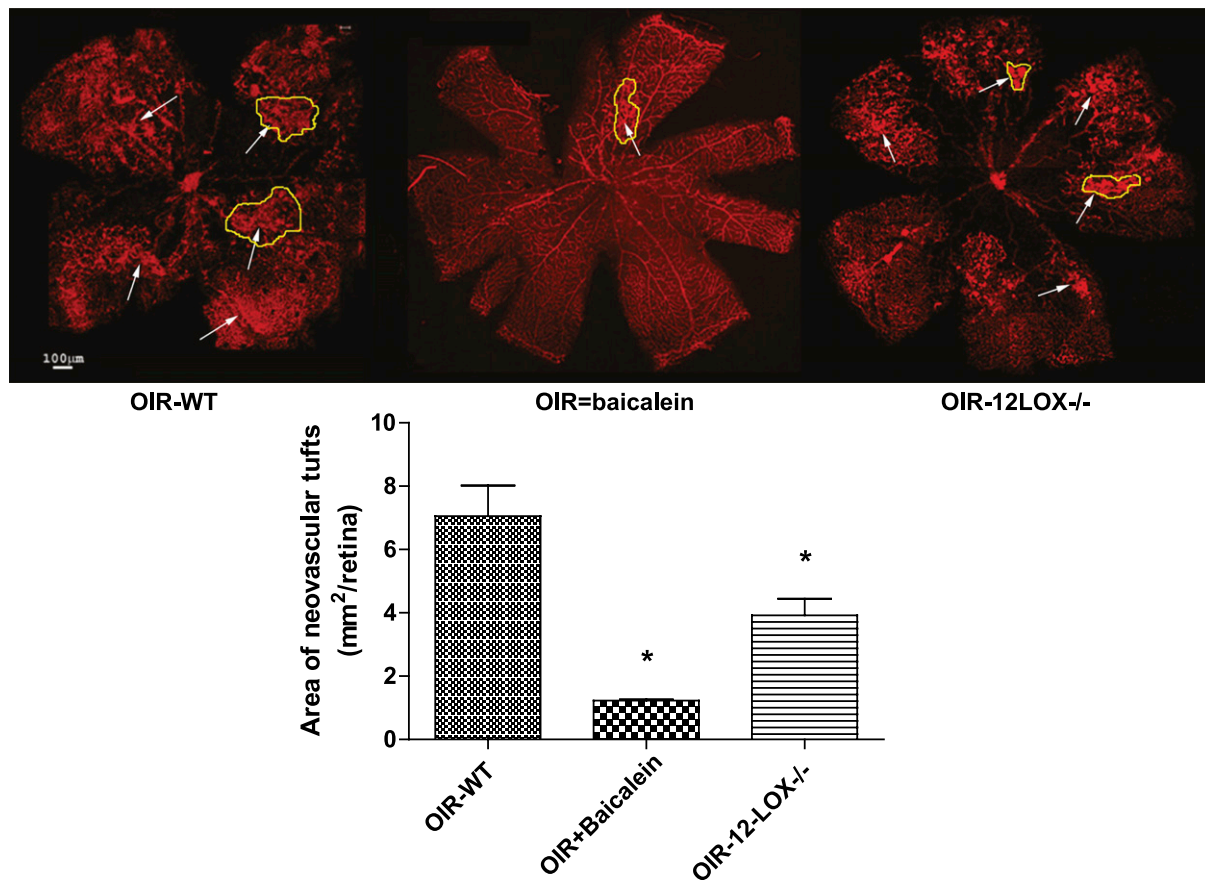 100µm
OIR-WT
OIR=baicalein
OIR-12LOX-/-
Area of neovascular tufts
(mm²/retina)
10
8
6
4
2
0
*
*
OIR-WT
OIR+Baicalein
OIR-12-LOX-/-